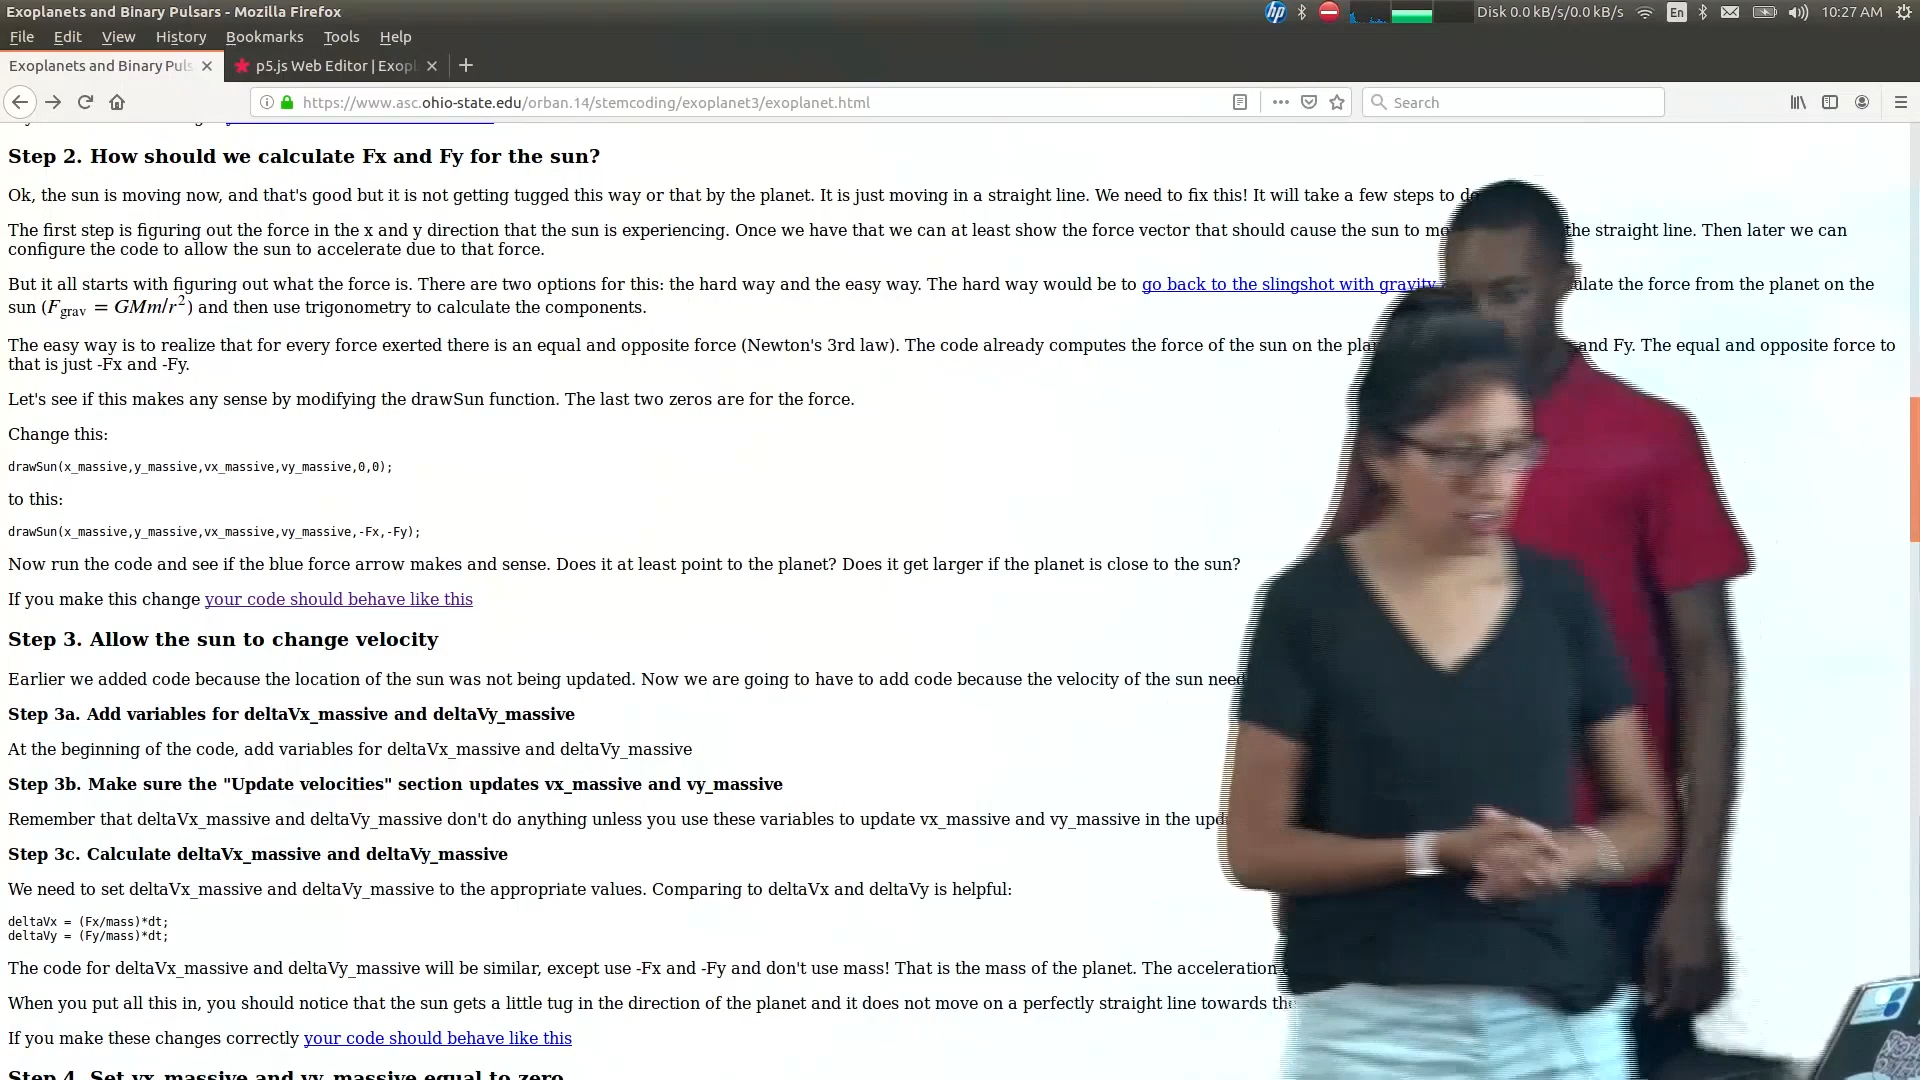 Exoplanets and Binary Pulsars - Mozilla Firefox
Disk 0.0 kB/s/0.0 kB/s En 10:27 AM
File Edit View History Bookmarks Tools Help
Exoplanets and Binary Puls p5.js Web Editor | Exopl
https://www.asc.ohio-state.edu/orban.14/stemcoding/exoplanet3/exoplanet.html Search
Step 2. How should we calculate Fx and Fy for the sun?
Ok, the sun is moving now, and that's good but it is not getting tugged this way or that by the planet. It is just moving in a straight line. We need to fix this! It will take a few steps to
The first step is figuring out the force in the x and y direction that the sun is experiencing. Once we have that we can at least show the force vector that should cause the sun to the straight line. Then later we can
configure the code to allow the sun to accelerate due to that force.
But it all starts with figuring out what the force is. There are two options for this: the hard way and the easy way. The hard way would be to go back to the slingshot with gravity the force from the planet on the
sun (F_grav = GMm/r²) and then use trigonometry to calculate the components.
The easy way is to realize that for every force exerted there is an equal and opposite force (Newton's 3rd law). The code already computes the force of the sun on the and Fy. The equal and opposite force to
that is just -Fx and -Fy.
Let's see if this makes any sense by modifying the drawSun function. The last two zeros are for the force.
Change this:
drawSun(x_massive,y_massive,vx_massive,vy_massive,0,0);
to this:
drawSun(x_massive,y_massive,vx_massive,vy_massive,-Fx,-Fy);
Now run the code and see if the blue force arrow makes and sense. Does it at least point to the planet? Does it get larger if the planet is close to the sun?
If you make this change your code should behave like this
Step 3. Allow the sun to change velocity
Earlier we added code because the location of the sun was not being updated. Now we are going to have to add code because the velocity of the sun
Step 3a. Add variables for deltaVx_massive and deltaVy_massive
At the beginning of the code, add variables for deltaVx_massive and deltaVy_massive
Step 3b. Make sure the "Update velocities" section updates vx_massive and vy_massive
Remember that deltaVx_massive and deltaVy_massive don't do anything unless you use these variables to update vx_massive and vy_massive in the
Step 3c. Calculate deltaVx_massive and deltaVy_massive
We need to set deltaVx_massive and deltaVy_massive to the appropriate values. Comparing to deltaVx and deltaVy is helpful:
deltaVx = (Fx/mass)*dt;
deltaVy = (Fy/mass)*dt;
The code for deltaVx_massive and deltaVy_massive will be similar, except use -Fx and -Fy and don't use mass! That is the mass of the planet. The acceleration
When you put all this in, you should notice that the sun gets a little tug in the direction of the planet and it does not move on a perfectly straight line towards
If you make these changes correctly your code should behave like this
Step 4. Set vx_massive and vy_massive equal to zero